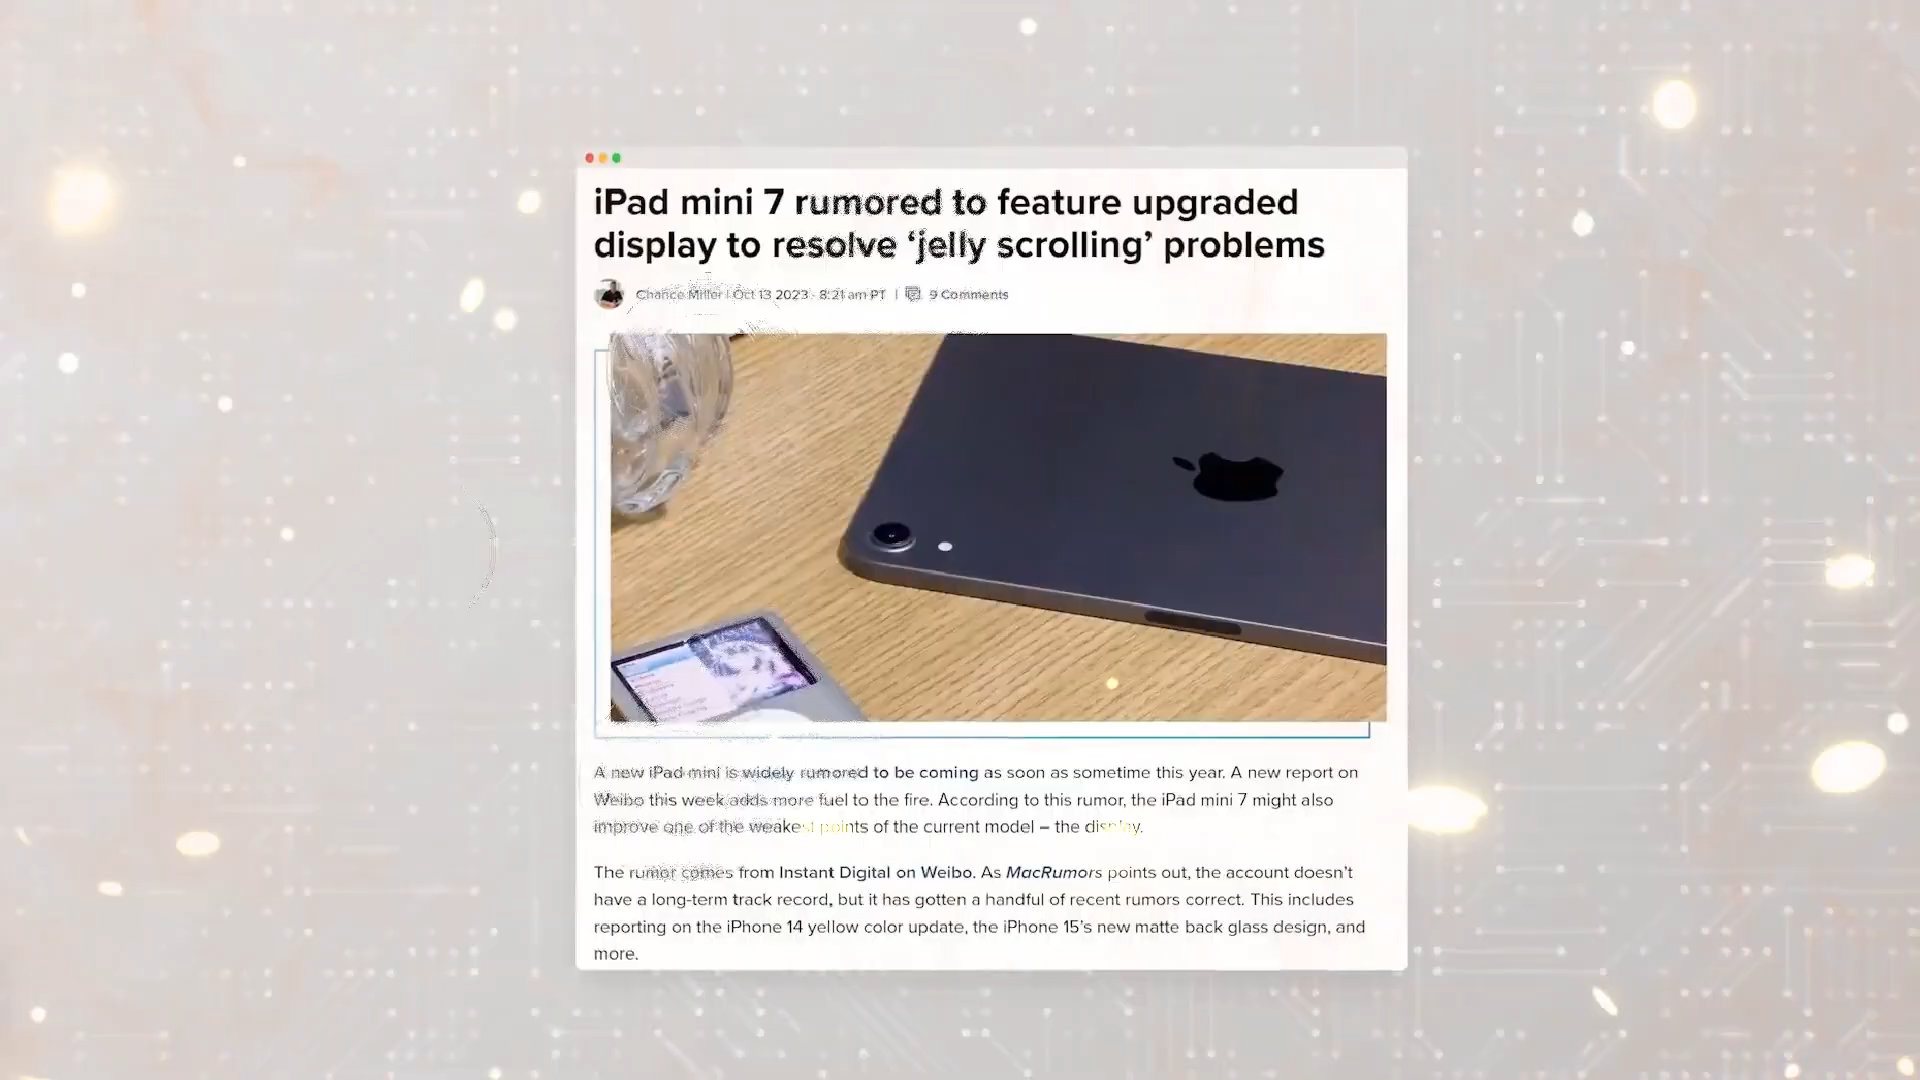 iPad mini 7 rumored to feature upgraded
display to resolve ‘jelly scrolling’ problems
Chance Miller | Oct 13 2023 - 8:21 am PT | 9 Comments
A new iPad mini is widely rumored to be coming as soon as sometime this year. A new report on
Weibo this week adds more fuel to the fire. According to this rumor, the iPad mini 7 might also
improve one of the weakest points of the current model – the display.
The rumor comes from Instant Digital on Weibo. As MacRumors points out, the account doesn’t
have a long-term track record, but it has gotten a handful of recent rumors correct. This includes
reporting on the iPhone 14 yellow color update, the iPhone 15’s new matte back glass design, and
more.